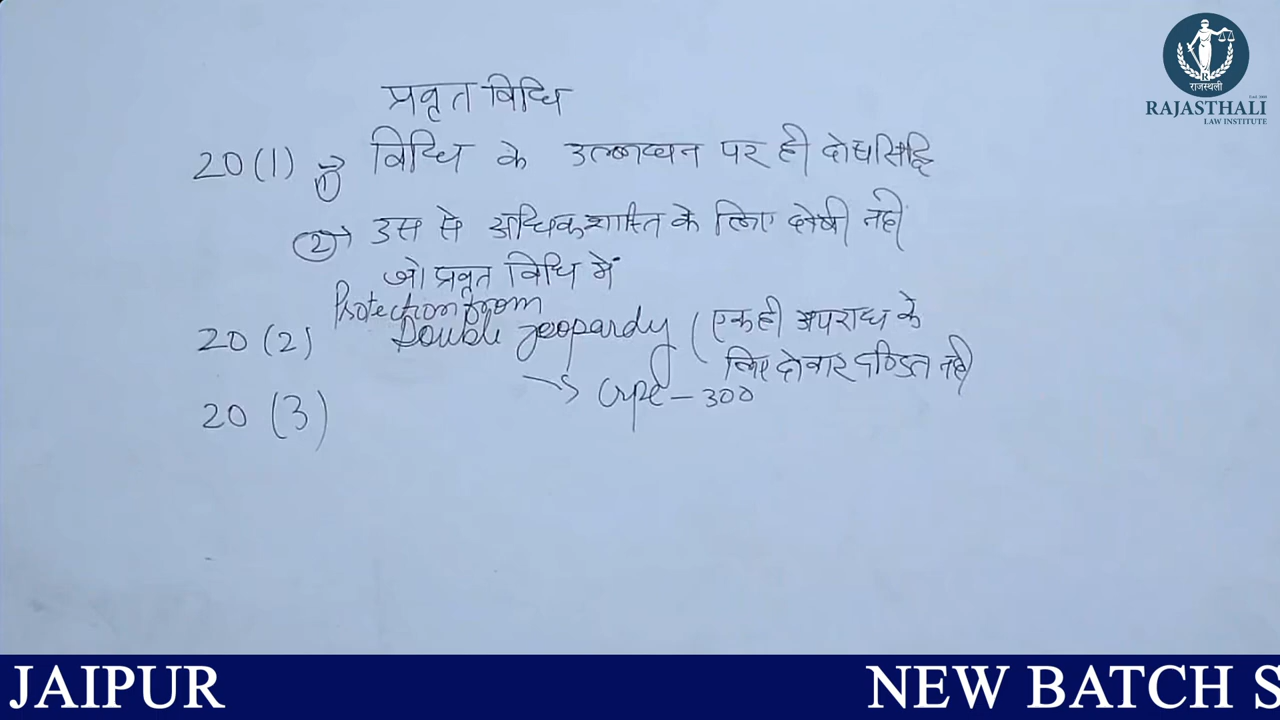 राजस्थली
RAJASTHALI
LAW INSTITUTE
प्रवृत विधि
20 (1) ① विधि के उल्लंघन पर ही दोषसिद्धि
② उस से अधिक शास्ति के लिए दोषी नहीं
जो प्रवृत विधि में
Protection from
20 (2) Double jeopardy ( एक ही अपराध के
लिए दो बार दण्डित नहीं
→ CrPC - 300
20 (3)
JAIPUR NEW BATCH S